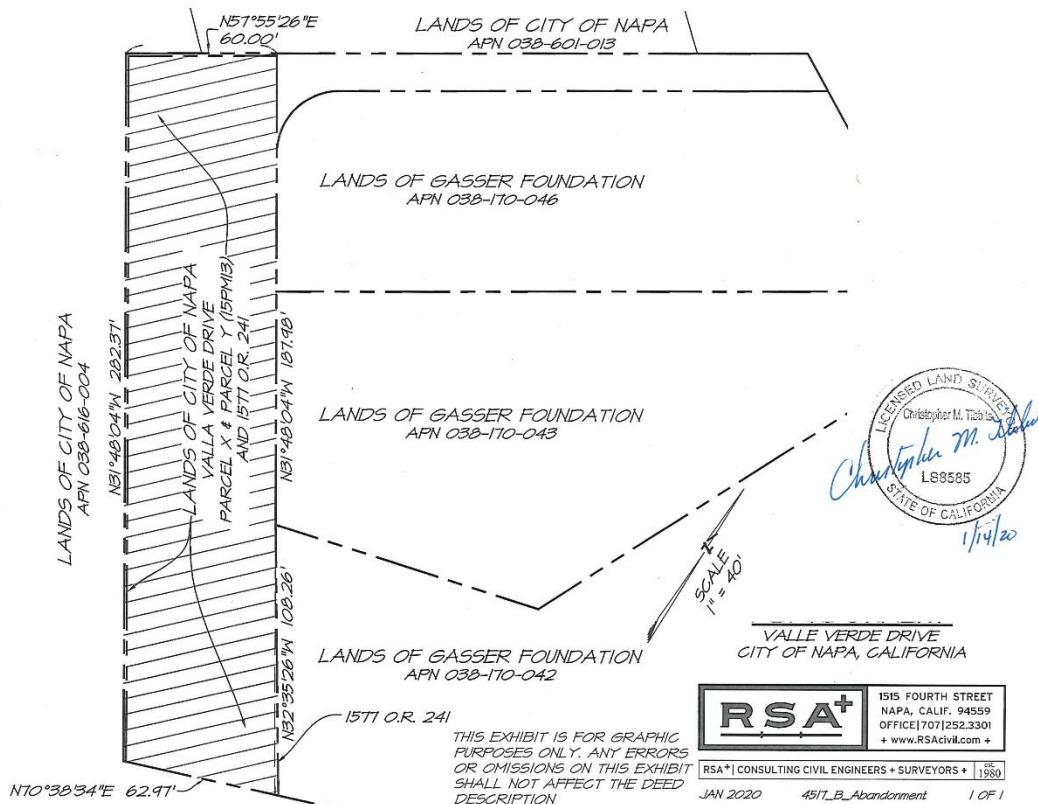 N57°55'26"E
60.00'
LANDS OF CITY OF NAPA
APN 038-601-013
LANDS OF GASSER FOUNDATION
APN 038-170-046
LANDS OF CITY OF NAPA
APN 038-616-004
N31°48'04"W 282.37'
LANDS OF CITY OF NAPA
VALLA VERDE DRIVE
PARCEL X & PARCEL Y (15PM13)
AND 1577 O.R. 241
N31°48'04"W 187.98'
LANDS OF GASSER FOUNDATION
APN 038-170-043
LICENSED LAND SURVEYOR
Christopher M. Tibbits
Christopher M. Tibbits
LS8585
STATE OF CALIFORNIA
1/14/20
SCALE
1" = 40'
N32°35'26"W 108.26'
LANDS OF GASSER FOUNDATION
APN 038-170-042
1577 O.R. 241
N70°38'34"E 62.97'
THIS EXHIBIT IS FOR GRAPHIC
PURPOSES ONLY. ANY ERRORS
OR OMISSIONS ON THIS EXHIBIT
SHALL NOT AFFECT THE DEED
DESCRIPTION
VALLE VERDE DRIVE
CITY OF NAPA, CALIFORNIA
RSA+
1515 FOURTH STREET
NAPA, CALIF. 94559
OFFICE|707|252.3301
+ www.RSAcivil.com +
RSA+ | CONSULTING CIVIL ENGINEERS + SURVEYORS + est. 1980
JAN 2020 4517_B_Abandonment 1 OF 1